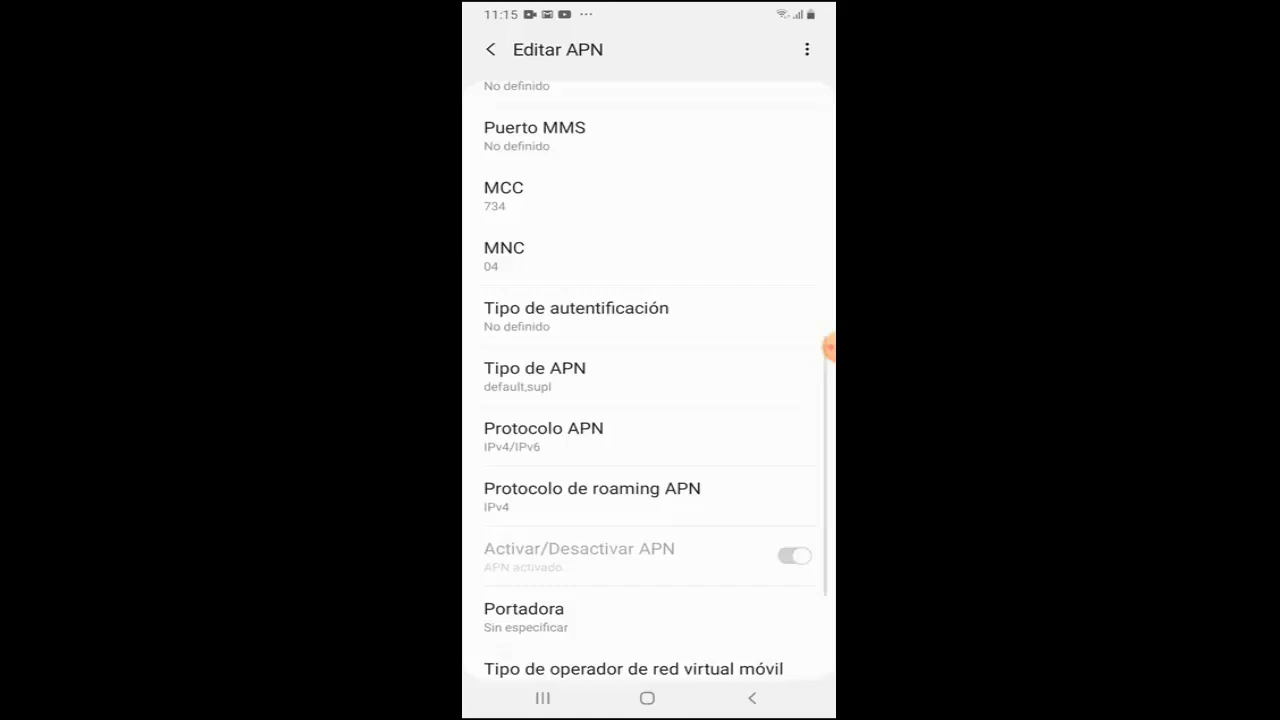 11:15
Editar APN
No definido
Puerto MMS
No definido
MCC
734
MNC
04
Tipo de autentificación
No definido
Tipo de APN
default,supl
Protocolo APN
IPv4/IPv6
Protocolo de roaming APN
IPv4
Activar/Desactivar APN
APN activado...
Portadora
Sin especificar
Tipo de operador de red virtual móvil